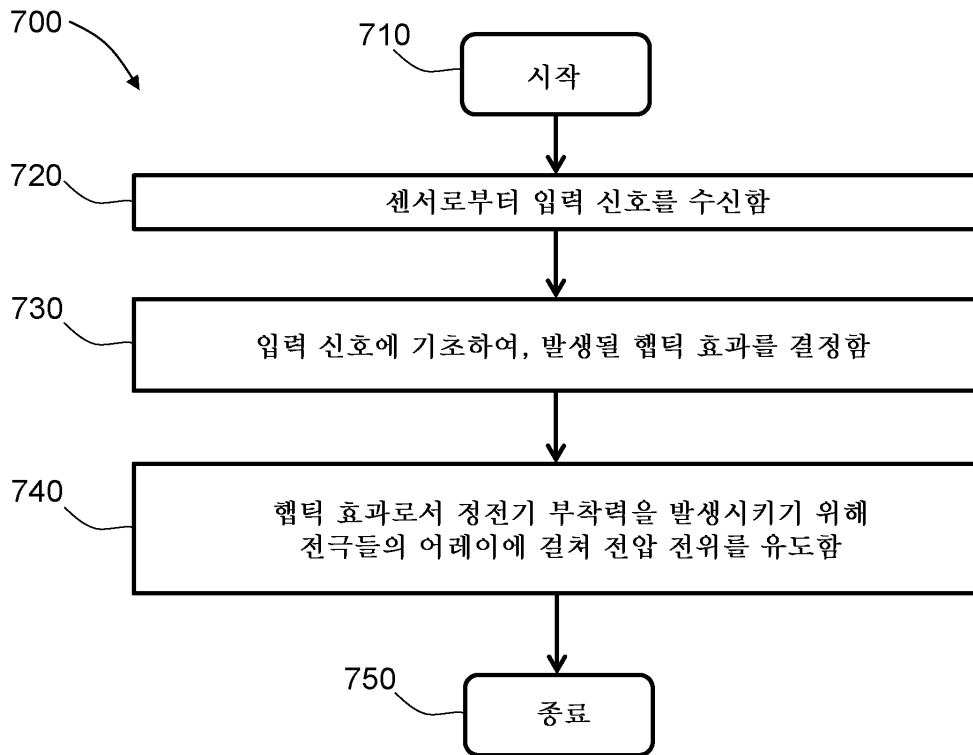 700
710
시작
720
센서로부터 입력 신호를 수신함
730
입력 신호에 기초하여, 발생될 햅틱 효과를 결정함
740
햅틱 효과로서 정전기 부착력을 발생시키기 위해
전극들의 어레이에 걸쳐 전압 전위를 유도함
750
종료